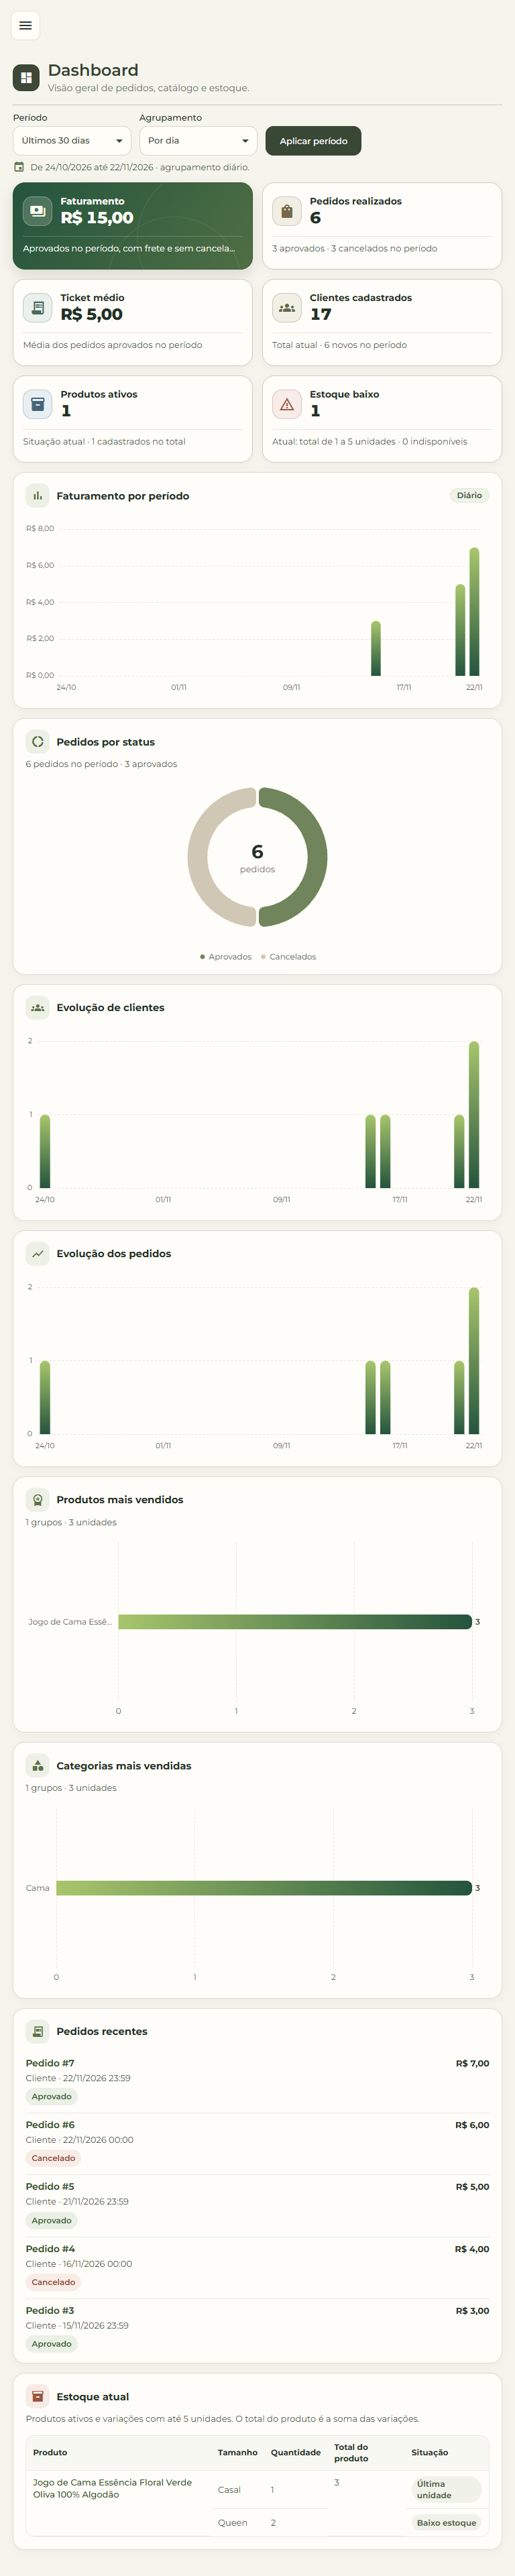 Dashboard
Visão geral de pedidos, catálogo e estoque.
Período
Agrupamento
Últimos 30 dias
Por dia
Aplicar período
De 24/10/2026 até 22/11/2026 · agrupamento diário.
Faturamento
R$ 15,00
Aprovados no período, com frete e sem cancela...
Pedidos realizados
6
3 aprovados · 3 cancelados no período
Ticket médio
R$ 5,00
Média dos pedidos aprovados no período
Clientes cadastrados
17
Total atual · 6 novos no período
Produtos ativos
1
Situação atual · 1 cadastrados no total
Estoque baixo
1
Atual: total de 1 a 5 unidades · 0 indisponíveis
Faturamento por período
Diário
R$ 8,00
R$ 6,00
R$ 4,00
R$ 2,00
R$ 0,00
24/10 01/11 09/11 17/11 22/11
Pedidos por status
6 pedidos no período · 3 aprovados
6
pedidos
Aprovados Cancelados
Evolução de clientes
2
1
0
24/10 01/11 09/11 17/11 22/11
Evolução dos pedidos
2
1
0
24/10 01/11 09/11 17/11 22/11
Produtos mais vendidos
1 grupos · 3 unidades
Jogo de Cama Essê... 3
0 1 2 3
Categorias mais vendidas
1 grupos · 3 unidades
Cama 3
0 1 2 3
Pedidos recentes
Pedido #7 R$ 7,00
Cliente · 22/11/2026 23:59
Aprovado
Pedido #6 R$ 6,00
Cliente · 22/11/2026 00:00
Cancelado
Pedido #5 R$ 5,00
Cliente · 21/11/2026 23:59
Aprovado
Pedido #4 R$ 4,00
Cliente · 16/11/2026 00:00
Cancelado
Pedido #3 R$ 3,00
Cliente · 15/11/2026 23:59
Aprovado
Estoque atual
Produtos ativos e variações com até 5 unidades. O total do produto é a soma das variações.
Produto Tamanho Quantidade Total do produto Situação
Jogo de Cama Essência Floral Verde
Oliva 100% Algodão
Casal 1 3 Última unidade
Queen 2 Baixo estoque